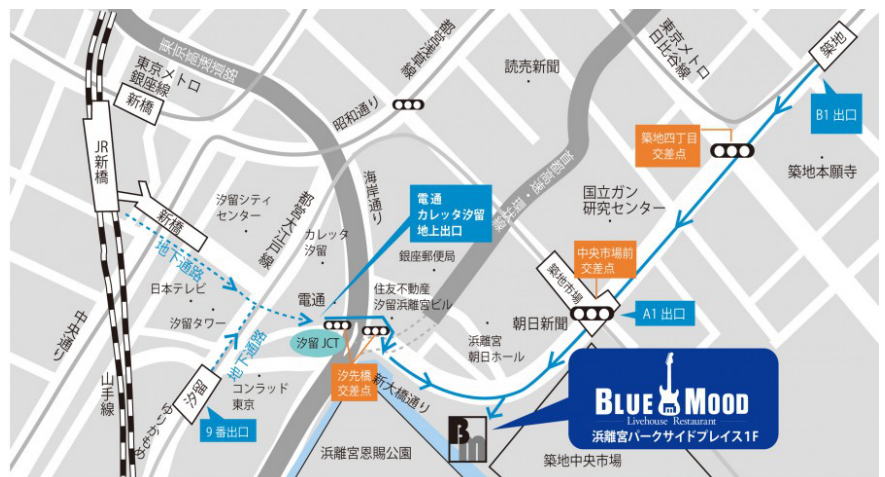 東京高速道路
都営浅草線
東京メトロ
銀座線
新橋
昭和通り
読売新聞
東京メトロ
日比谷線
築地
B1 出口
築地四丁目
交差点
築地本願寺
JR
新橋
新橋
汐留シティ
センター
都営大江戸線
海岸通り
カレッタ
汐留
電 通
カレッタ汐留
地上出口
首都高速・環状線
国立ガン
研究センター
銀座郵便局
築地市場
中央市場前
交差点
A1 出口
地下通路
日本テレビ
汐留タワー
電通
住友不動産
汐留浜離宮ビル
朝日新聞
浜離宮
朝日ホール
中央通り
山手線
地下通路
汐留 JCT
汐先橋
交差点
新大橋通り
汐留
9 番出口
ゆりかもめ
コンラッド
東京
浜離宮恩賜公園
Bm
築地中央市場
BLUE MOOD
Livehouse Restaurant
浜離宮パークサイドプレイス1F